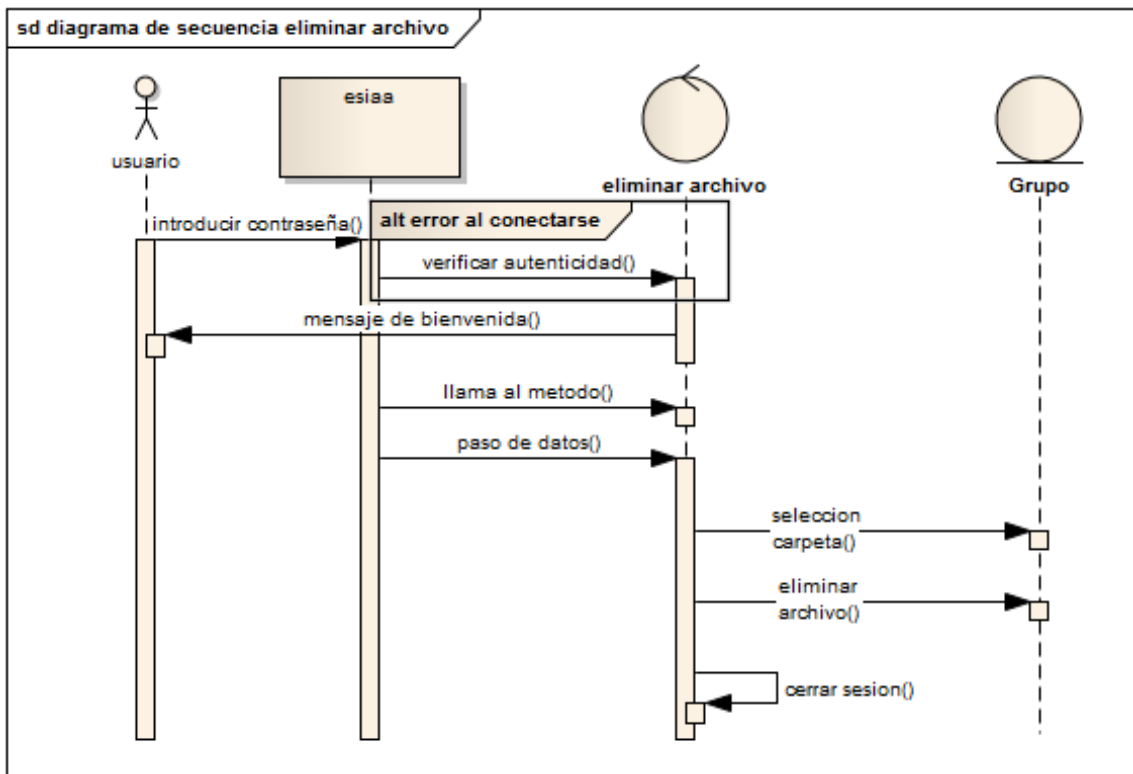 sd diagrama de secuencia eliminar archivo
esiaa
usuario
eliminar archivo
Grupo
alt error al conectarse
introducir contraseña()
verificar autenticidad()
mensaje de bienvenida()
llama al metodo()
paso de datos()
seleccion
carpeta()
eliminar
archivo()
cerrar sesion()